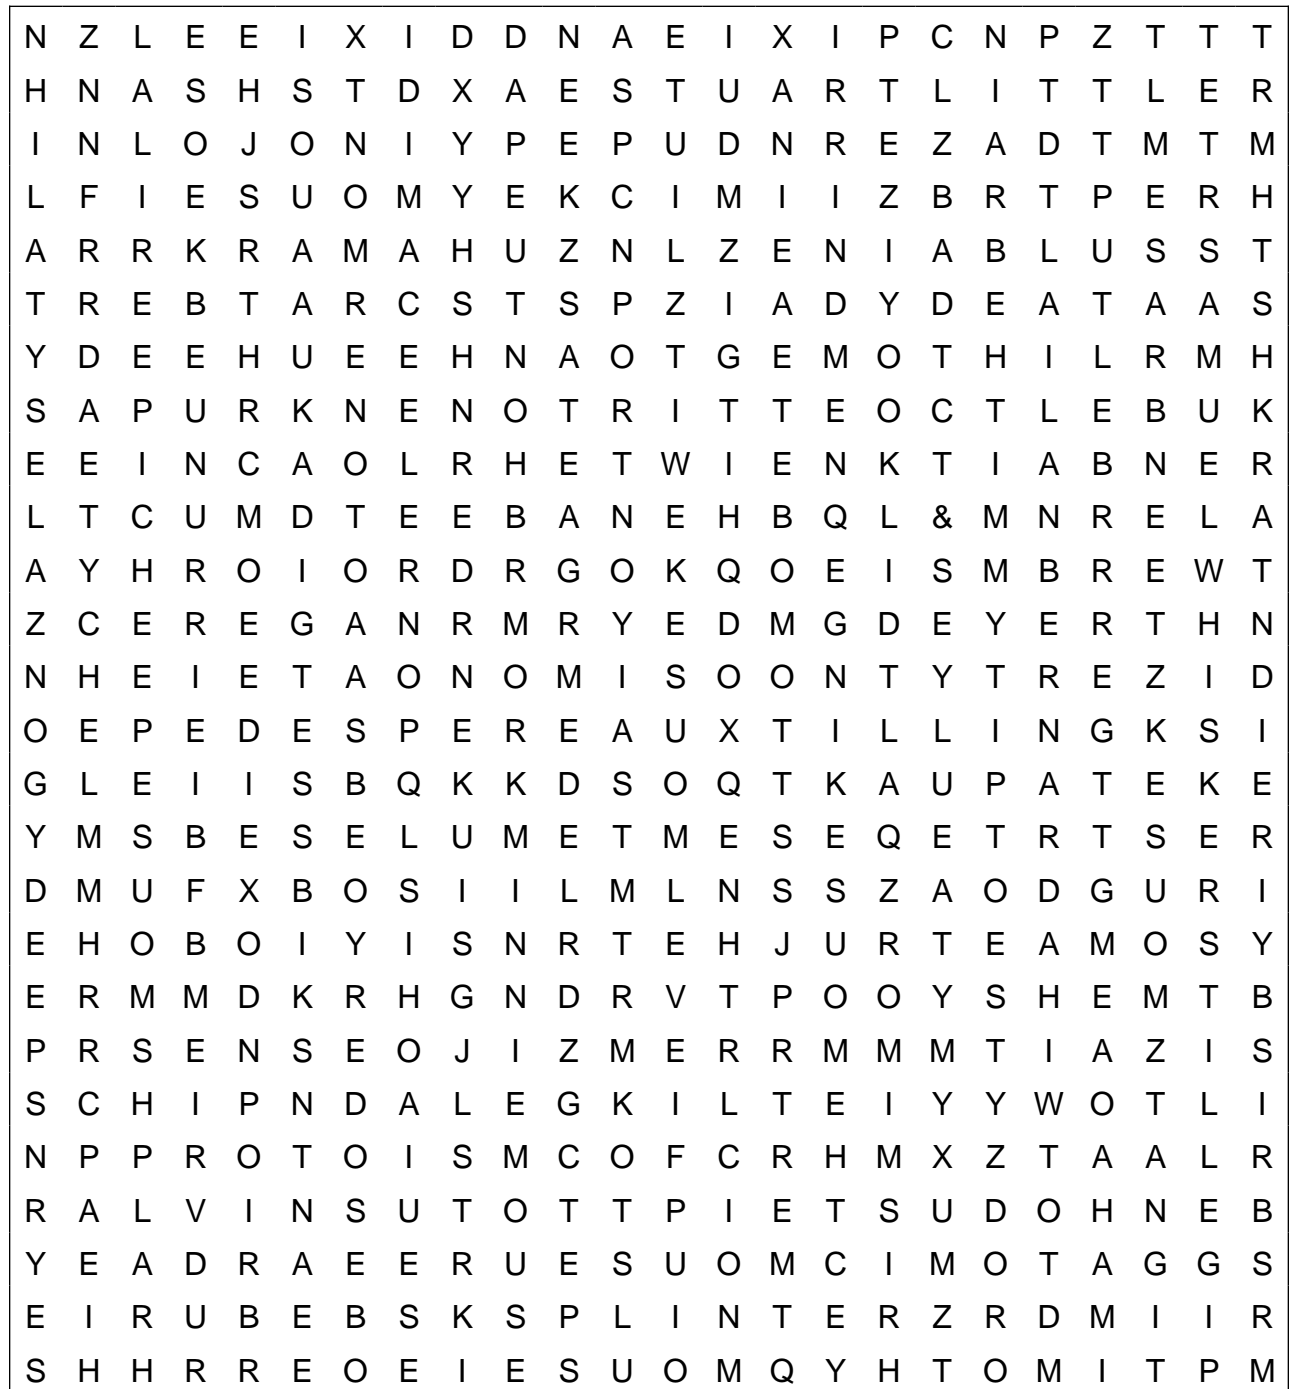 N Z L E E I X I D D N A E I X I P C N P Z T T T
H N A S H S T D X A E S T U A R T L I T T L E R
I N L O J O N I Y P E P U D N R E Z A D T M T M
L F I E S U O M Y E K C I M I I Z B R T P E R H
A R R K R A M A H U Z N L Z E N I A B L U S S T
T R E B T A R C S T S P Z I A D Y D E A T A A S
Y D E E H U E E H N A O T G E M O T H I L R M H
S A P U R K N E N O T R I T T E O C T L E B U K
E E I N C A O L R H E T W I E N K T I A B N E R
L T C U M D T E E B A N E H B Q L & M N R E L A
A Y H R O I O R D R G O K Q O E I S M B R E W T
Z C E R E G A N R M R Y E D M G D E Y E R T H N
N H E I E T A O N O M I S O O N T Y T R E Z I D
O E P E D E S P E R E A U X T I L L I N G K S I
G L E I I S B Q K K D S O Q T K A U P A T E K E
Y M S B E S E L U M E T M E S E Q E T R T S E R
D M U F X B O S I I L M L N S S Z A O D G U R I
E H O B O I Y I S N R T E H J U R T E A M O S Y
E R M M D K R H G N D R V T P O O Y S H E M T B
P R S E N S E O J I Z M E R R M M M T I A Z I S
S C H I P N D A L E G K I L T E I Y Y W O T L I
N P P R O T O I S M C O F C R H M X Z T A A L R
R A L V I N S U T O T T P I E T S U D O H N E B
Y E A D R A E E R U E S U O M C I M O T A G G S
E I R U B E B S K S P L I N T E R Z R D M I I R
S H H R R E O E I E S U O M Q Y H T O M I T P M